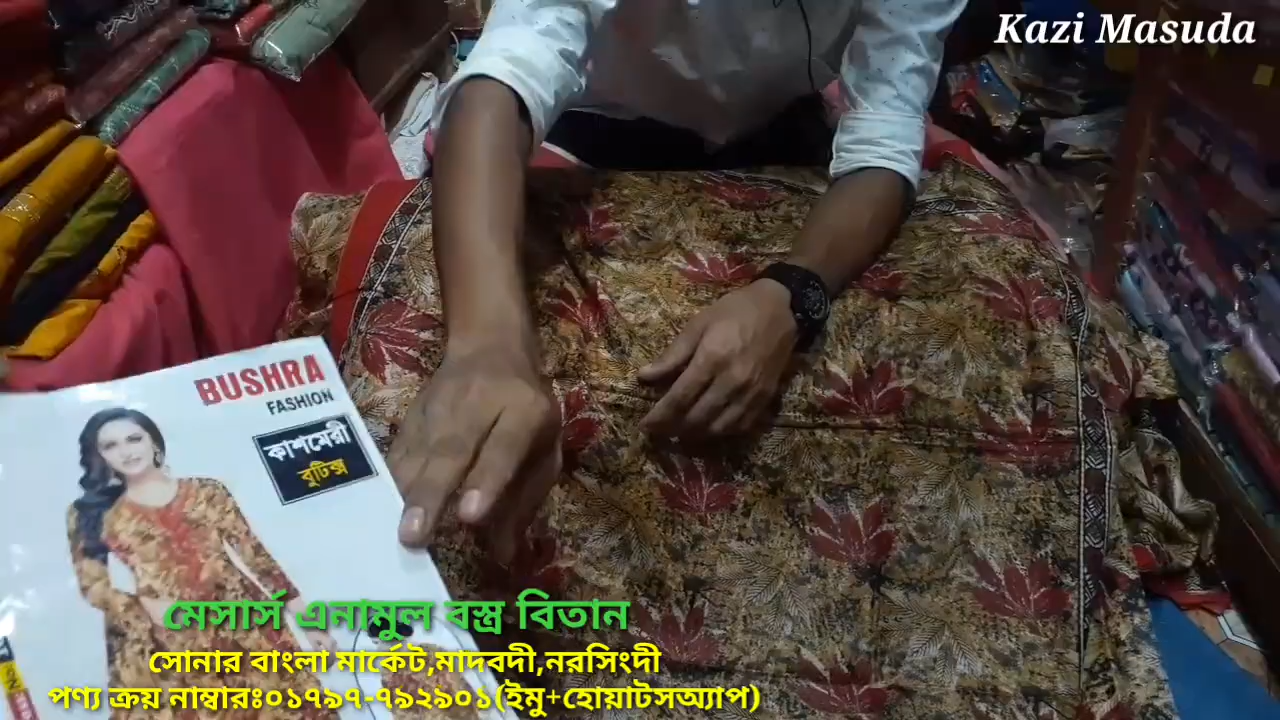 Kazi Masuda
BUSHRA
FASHION
কাশমেরী
বুটিক্স
মেসার্স এনামুল বস্ত্র বিতান
সোনার বাংলা মার্কেট,মাদবদী,নরসিংদী
পণ্য ক্রয় নাম্বারঃ০১৭৯৭-৭৯২৯০১(ইমু+হোয়াটসঅ্যাপ)